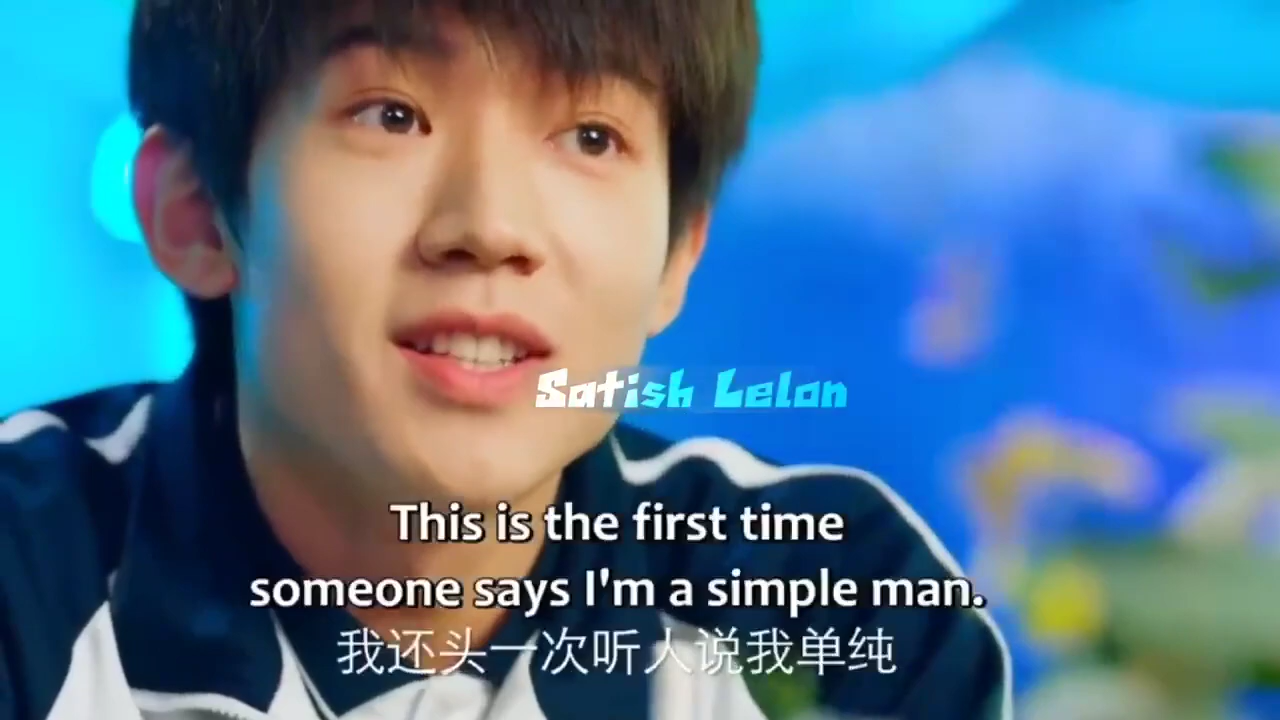 Satish Lelon
This is the first time
someone says I'm a simple man.
我还头一次听人说我单纯